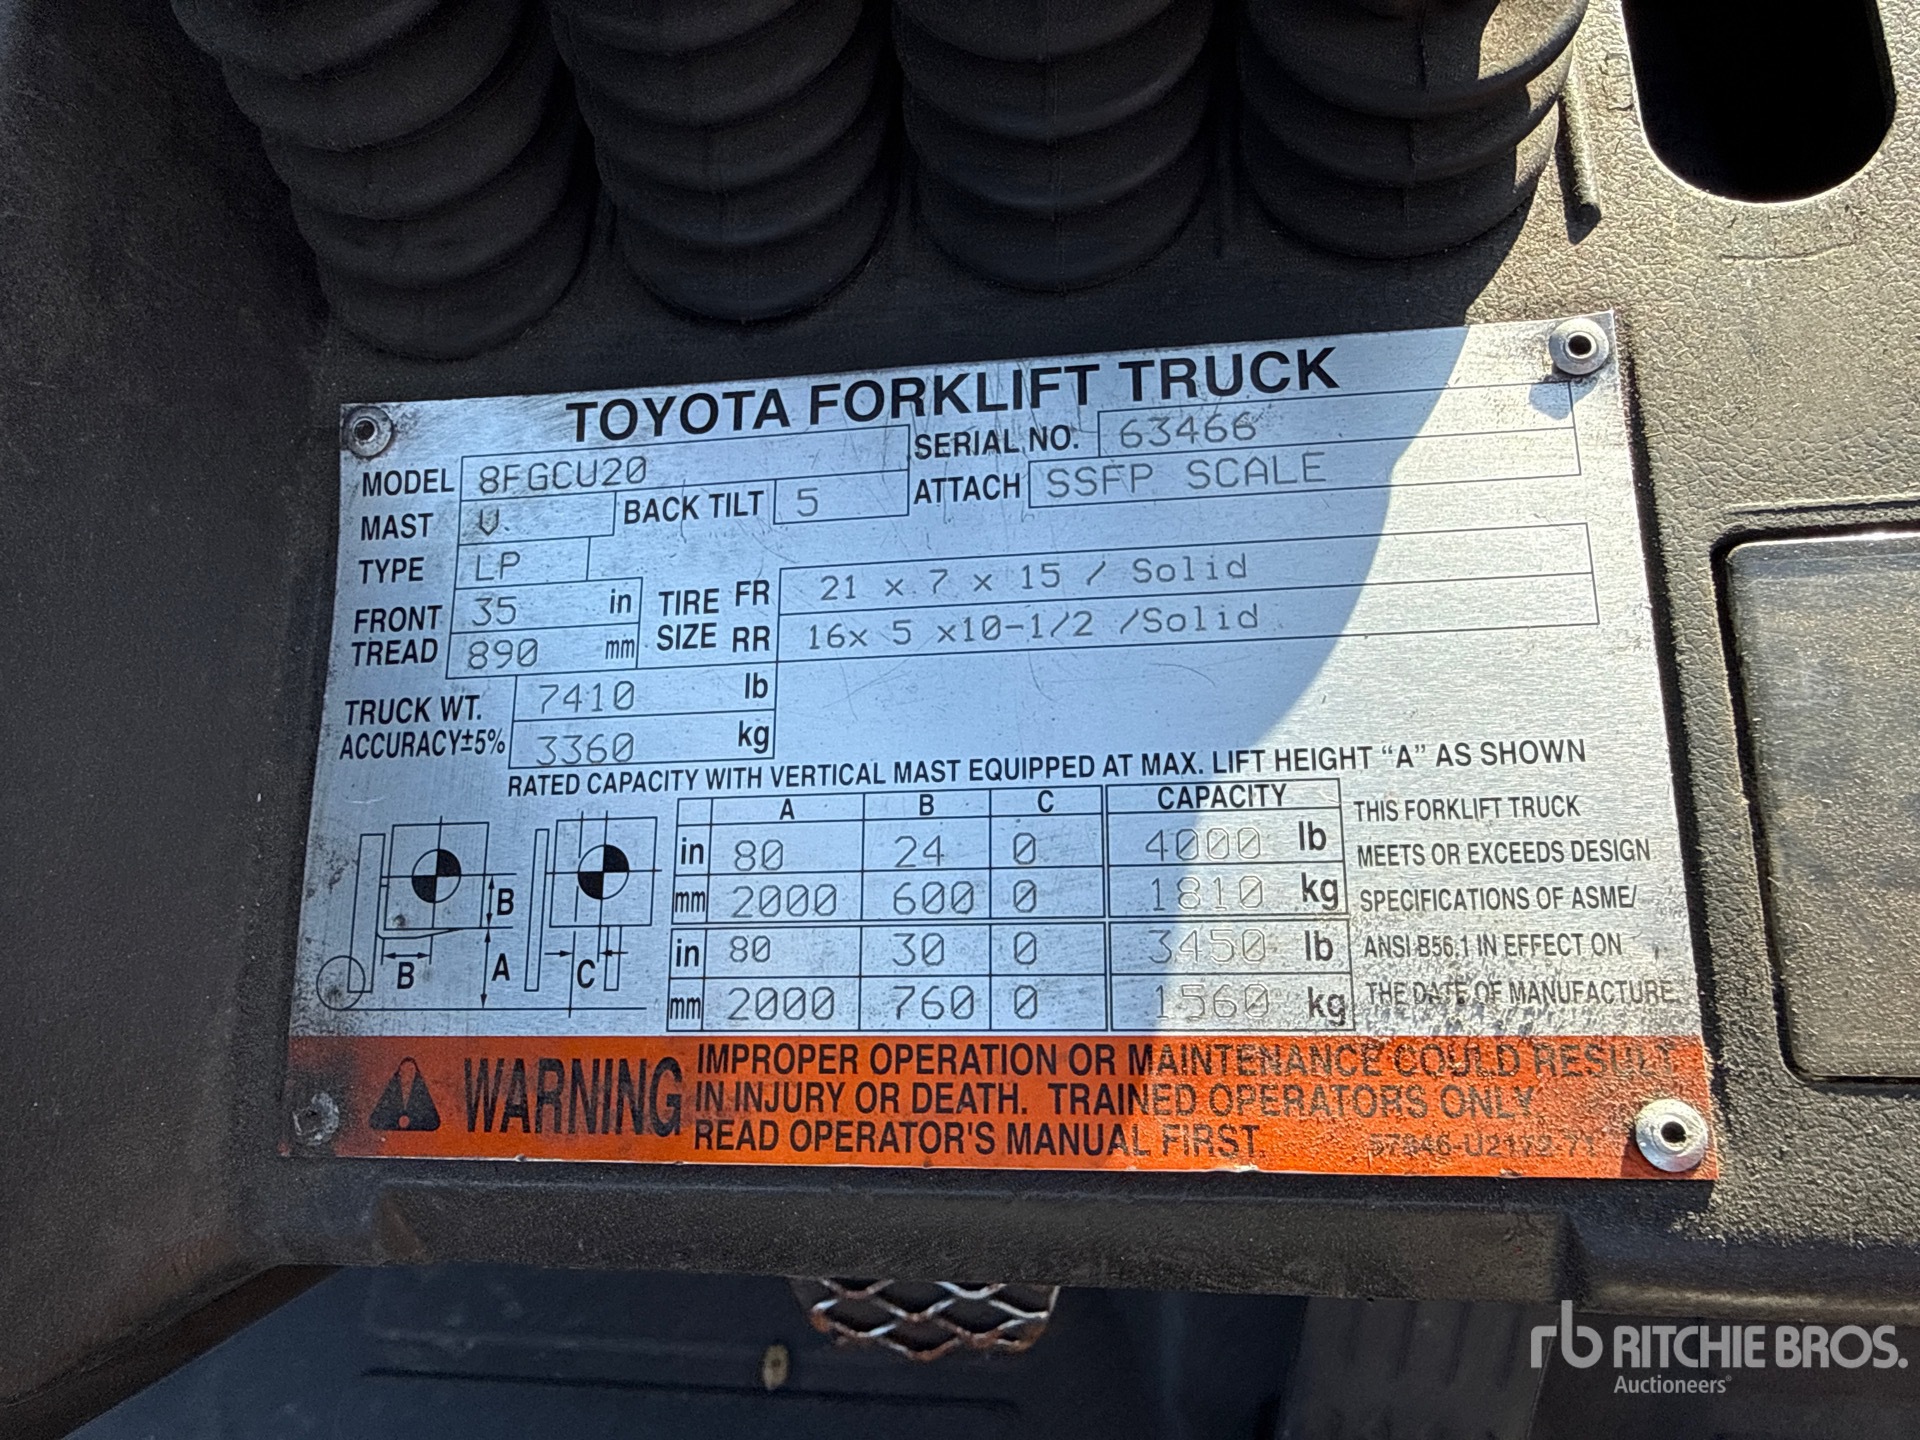 TOYOTA FORKLIFT TRUCK
MODEL 8FGCU20 SERIAL NO. 63466
MAST V BACK TILT 5 ATTACH SSFP SCALE
TYPE LP
FRONT TREAD 35 in TIRE SIZE FR 21 x 7 x 15 / Solid
890 mm RR 16x 5 x10-1/2 /Solid
TRUCK WT. 7410 lb
ACCURACY±5% 3360 kg
RATED CAPACITY WITH VERTICAL MAST EQUIPPED AT MAX. LIFT HEIGHT “A” AS SHOWN
A B C CAPACITY
in 80 24 0 4000 lb
mm 2000 600 0 1810 kg
in 80 30 0 3450 lb
mm 2000 760 0 1560 kg
B
B A C
THIS FORKLIFT TRUCK
MEETS OR EXCEEDS DESIGN
SPECIFICATIONS OF ASME/
ANSI B56.1 IN EFFECT ON
THE DATE OF MANUFACTURE
WARNING IMPROPER OPERATION OR MAINTENANCE COULD RESULT
IN INJURY OR DEATH. TRAINED OPERATORS ONLY.
READ OPERATOR'S MANUAL FIRST.
rb RITCHIE BROS.
Auctioneers